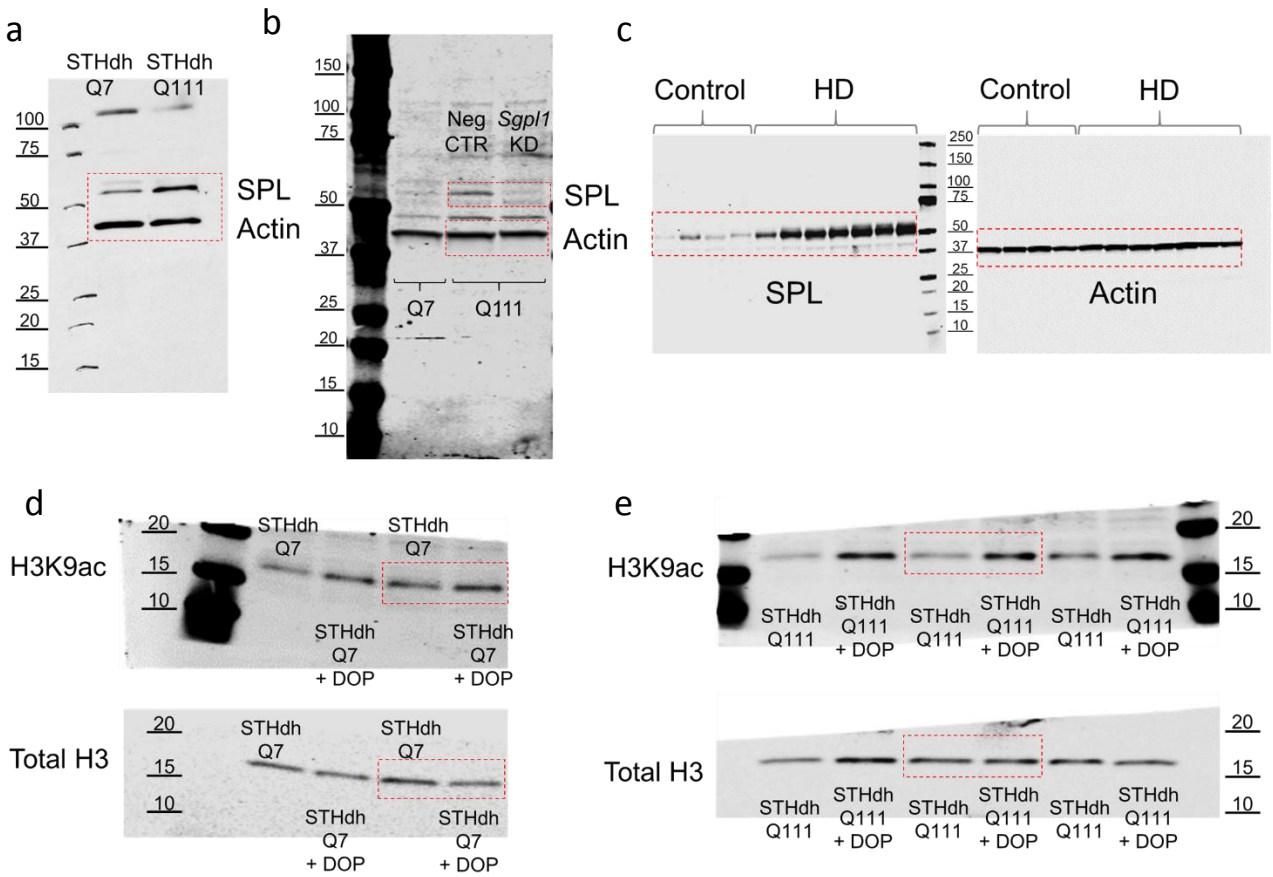 a
STHdh STHdh
Q7 Q111
100
75
50
37
25
20
15
SPL
Actin
b
150
100
75
50
37
25
20
15
10
Neg Sgpl1
CTR KD
SPL
Actin
Q7 Q111
c
Control HD
SPL
250
150
100
75
50
37
25
20
15
10
Control HD
Actin
d
H3K9ac
20
15
10
STHdh STHdh
Q7 Q7
STHdh STHdh
Q7 Q7
+ DOP + DOP
Total H3
20
15
10
STHdh STHdh
Q7 Q7
STHdh STHdh
Q7 Q7
+ DOP + DOP
e
H3K9ac
20
15
10
STHdh STHdh STHdh STHdh STHdh STHdh
Q111 Q111 Q111 Q111 Q111 Q111
+ DOP + DOP + DOP
Total H3
20
15
10
STHdh STHdh STHdh STHdh STHdh STHdh
Q111 Q111 Q111 Q111 Q111 Q111
+ DOP + DOP + DOP